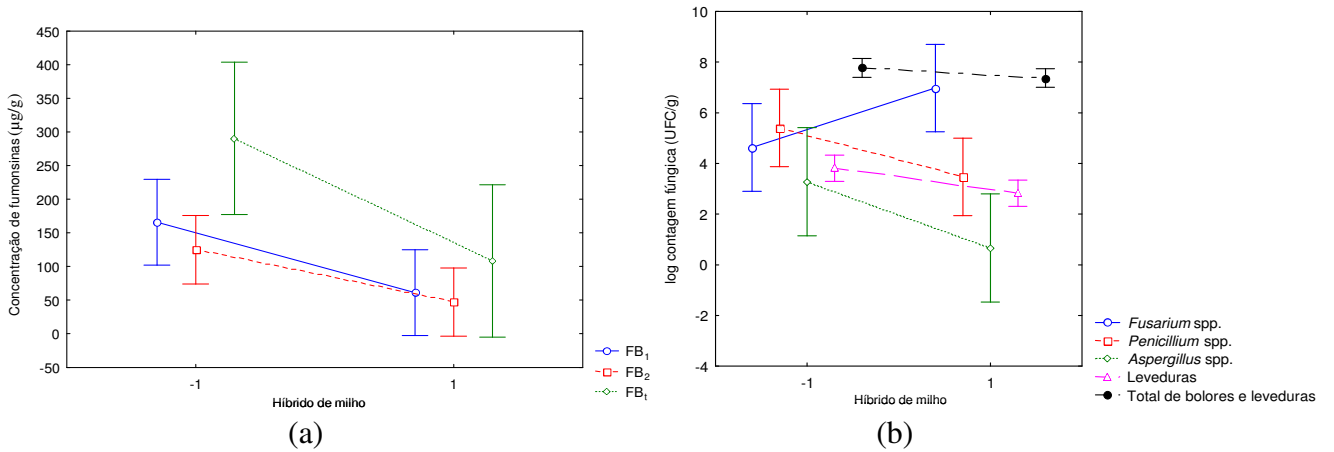 450
400
350
300
250
200
150
100
50
0
-50
Concentração de fumonsinas (µg/g)
-1 1
Híbrido de milho
FB₁
FB₂
FBₜ
(a)
10
8
6
4
2
0
-2
-4
log contagem fúngica (UFC/g)
-1 1
Híbrido de milho
Fusarium spp.
Penicillium spp.
Aspergillus spp.
Leveduras
Total de bolores e leveduras
(b)